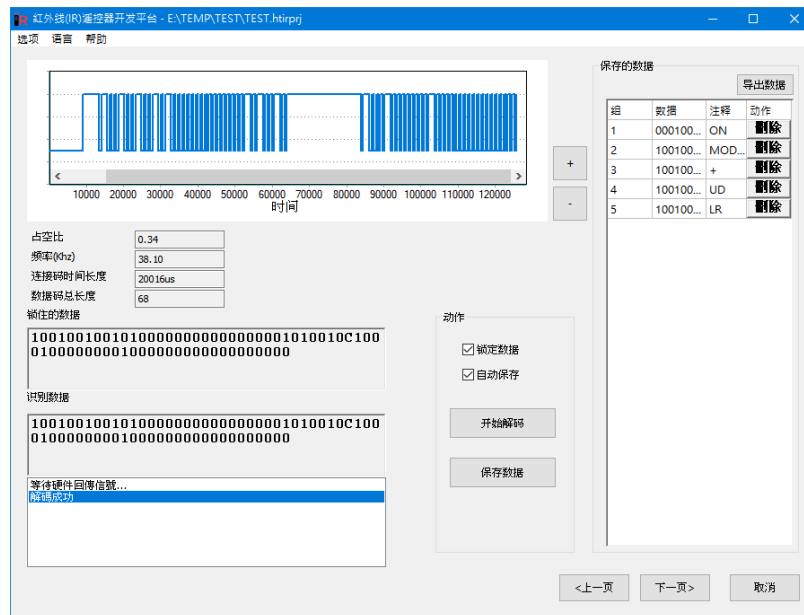 红外线(IR)遥控器开发平台 - E:\TEMP\TEST\TEST.htirprj
选项 语言 帮助
10000 20000 30000 40000 50000 60000 70000 80000 90000 100000 110000 120000
时间
+
-
占空比 0.34
频率(Khz) 38.10
连接码时间长度 20016us
数据码总长度 68
锁住的数据
100100100101000000000000000001010010C100
01000000000100000000000000000
识别数据
100100100101000000000000000001010010C100
01000000000100000000000000000
等待硬件回傳信號...
解碼成功
动作
锁定数据
自动保存
开始解码
保存数据
保存的数据
导出数据
组 数据 注释 动作
1 000100... ON 删除
2 100100... MOD... 删除
3 100100... + 删除
4 100100... UD 删除
5 100100... LR 删除
<上一页 下一页> 取消